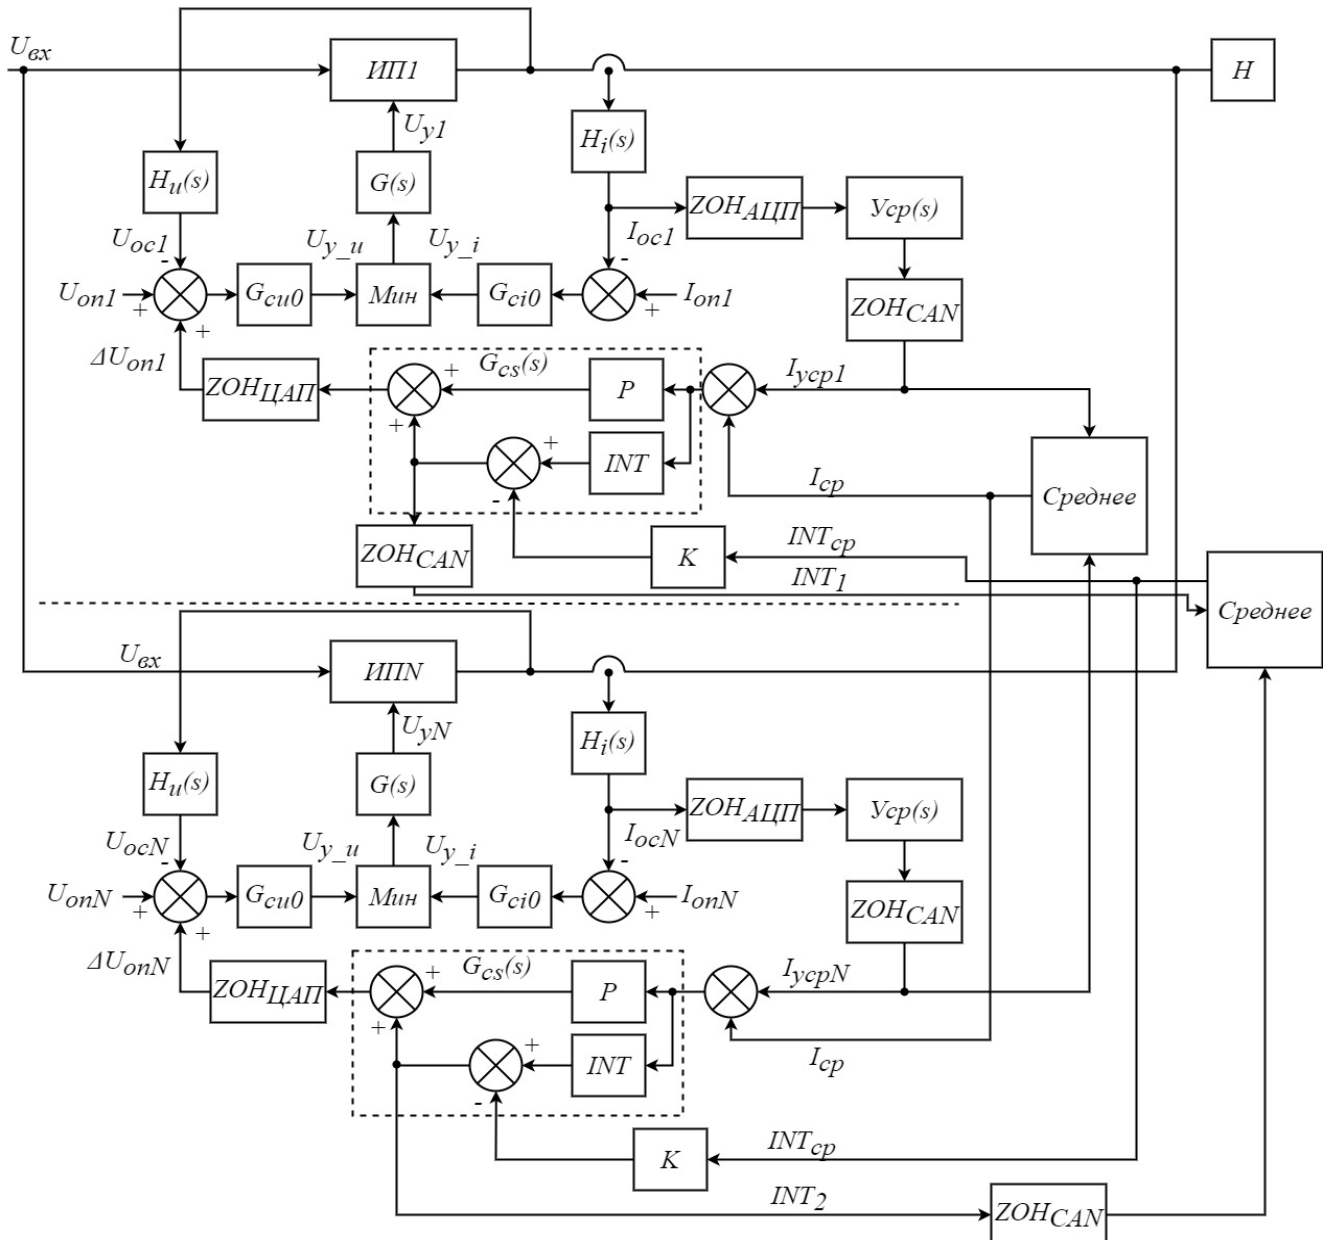 Uвх
ИП1
H
Uу1
Hi(s)
Hu(s)
G(s)
ZOHАЦП
Уср(s)
Uос1
Uу_u
Uу_i
Iос1
-
-
Uоп1
+
Gcu0
Мин
Gci0
+
Iоп1
ZOHCAN
+
ΔUоп1
Gcs(s)
Iуср1
ZOHЦАП
+
P
+
+
INT
Iср
Среднее
-
ZOHCAN
K
INTср
INT1
Среднее
Uвх
ИПN
UуN
Hi(s)
Hu(s)
G(s)
ZOHАЦП
Уср(s)
UосN
Uу_u
Uу_i
IосN
-
-
UопN
+
Gcu0
Мин
Gci0
+
IопN
ZOHCAN
+
ΔUопN
Gcs(s)
IусрN
ZOHЦАП
+
P
+
+
INT
Iср
-
K
INTср
INT2
ZOHCAN